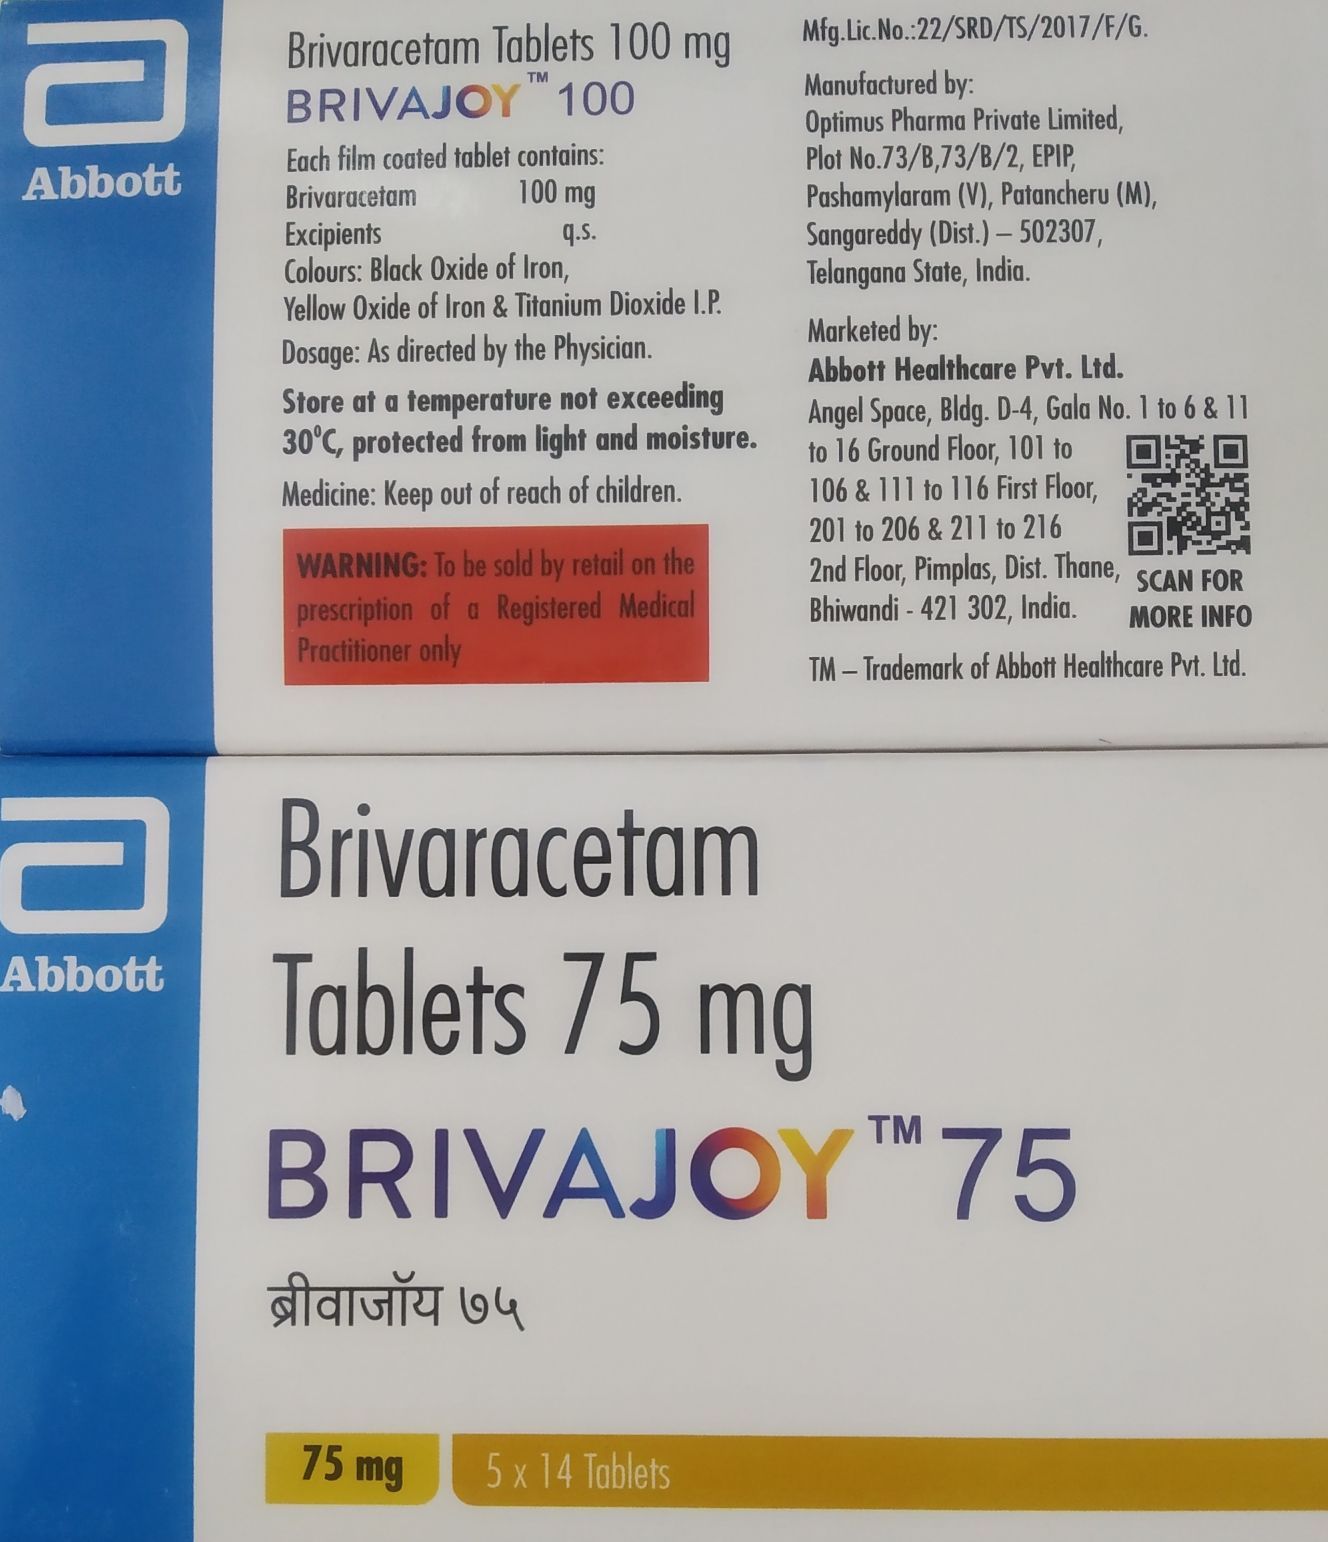 Abbott
Brivaracetam Tablets 100 mg
BRIVAJOY™ 100
Each film coated tablet contains:
Brivaracetam 100 mg
Excipients q.s.
Colours: Black Oxide of Iron,
Yellow Oxide of Iron & Titanium Dioxide I.P.
Dosage: As directed by the Physician.
Store at a temperature not exceeding
30⁰C, protected from light and moisture.
Medicine: Keep out of reach of children.
WARNING: To be sold by retail on the
prescription of a Registered Medical
Practitioner only
Mfg.Lic.No.:22/SRD/TS/2017/F/G.
Manufactured by:
Optimus Pharma Private Limited,
Plot No.73/B,73/B/2, EPIP,
Pashamylaram (V), Patancheru (M),
Sangareddy (Dist.) – 502307,
Telangana State, India.
Marketed by:
Abbott Healthcare Pvt. Ltd.
Angel Space, Bldg. D-4, Gala No. 1 to 6 & 11
to 16 Ground Floor, 101 to
106 & 111 to 116 First Floor,
201 to 206 & 211 to 216
2nd Floor, Pimplas, Dist. Thane,
Bhiwandi - 421 302, India.
SCAN FOR
MORE INFO
TM – Trademark of Abbott Healthcare Pvt. Ltd.
Abbott
Brivaracetam
Tablets 75 mg
BRIVAJOY™ 75
ब्रीवाजॉय ७५
75 mg
5 x 14 Tablets